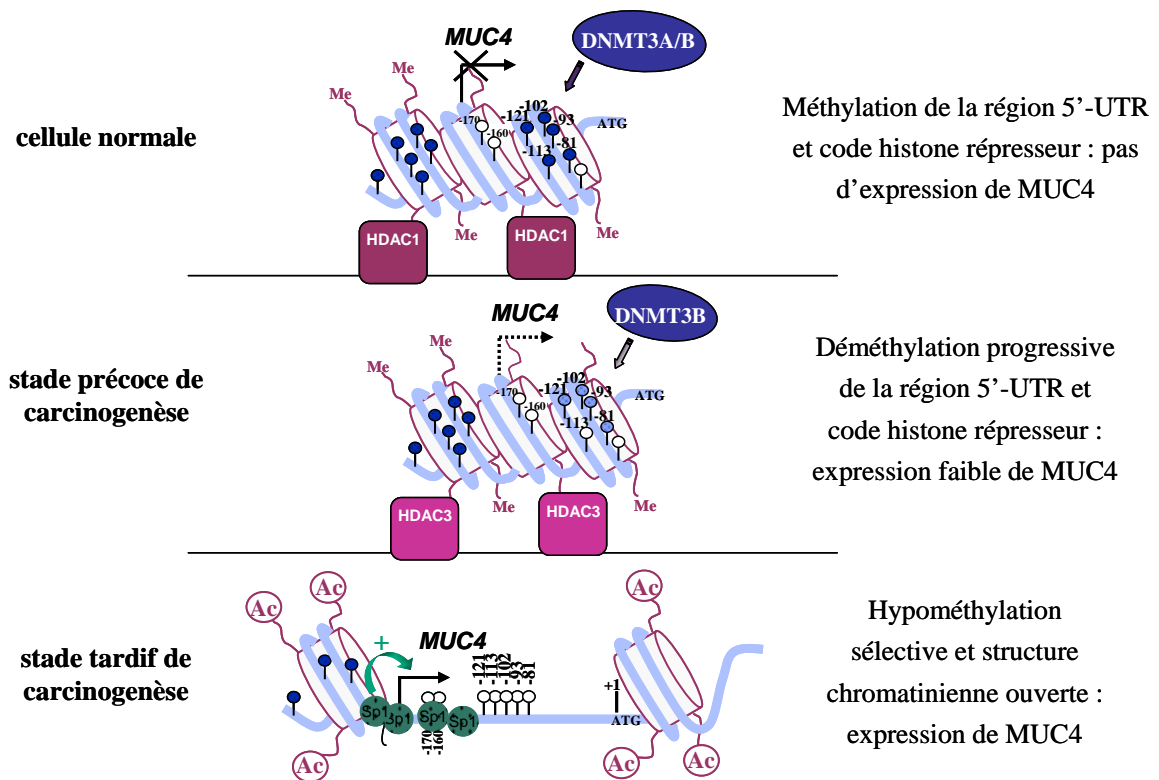 MUC4
DNMT3A/B
Me
Me
Me
-170
-160
-121
-102
-93
-113
-81
ATG
cellule normale
Méthylation de la région 5’-UTR
et code histone répresseur : pas
d’expression de MUC4
Me
Me
HDAC1
HDAC1
MUC4
DNMT3B
Me
Me
-170
-160
-121
-102
-93
-113
-81
ATG
stade précoce de
carcinogenèse
Déméthylation progressive
de la région 5’-UTR et
code histone répresseur :
expression faible de MUC4
Me
Me
HDAC3
HDAC3
Ac
Ac
Ac
+
MUC4
-121
-113
-102
-93
-81
+1
ATG
Sp1
Sp1
Sp1
Sp1
-170
-160
stade tardif de
carcinogenèse
Hypométhylation
sélective et structure
chromatinienne ouverte :
expression de MUC4
Ac
Ac
Ac